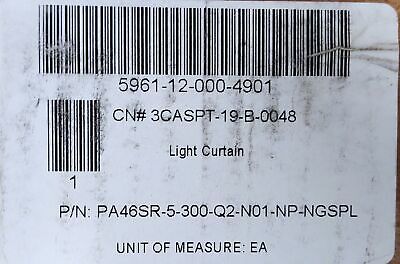 5961-12-000-4901
CN# 3CASPT-19-B-0048
Light Curtain
1
P/N: PA46SR-5-300-Q2-N01-NP-NGSPL
UNIT OF MEASURE: EA